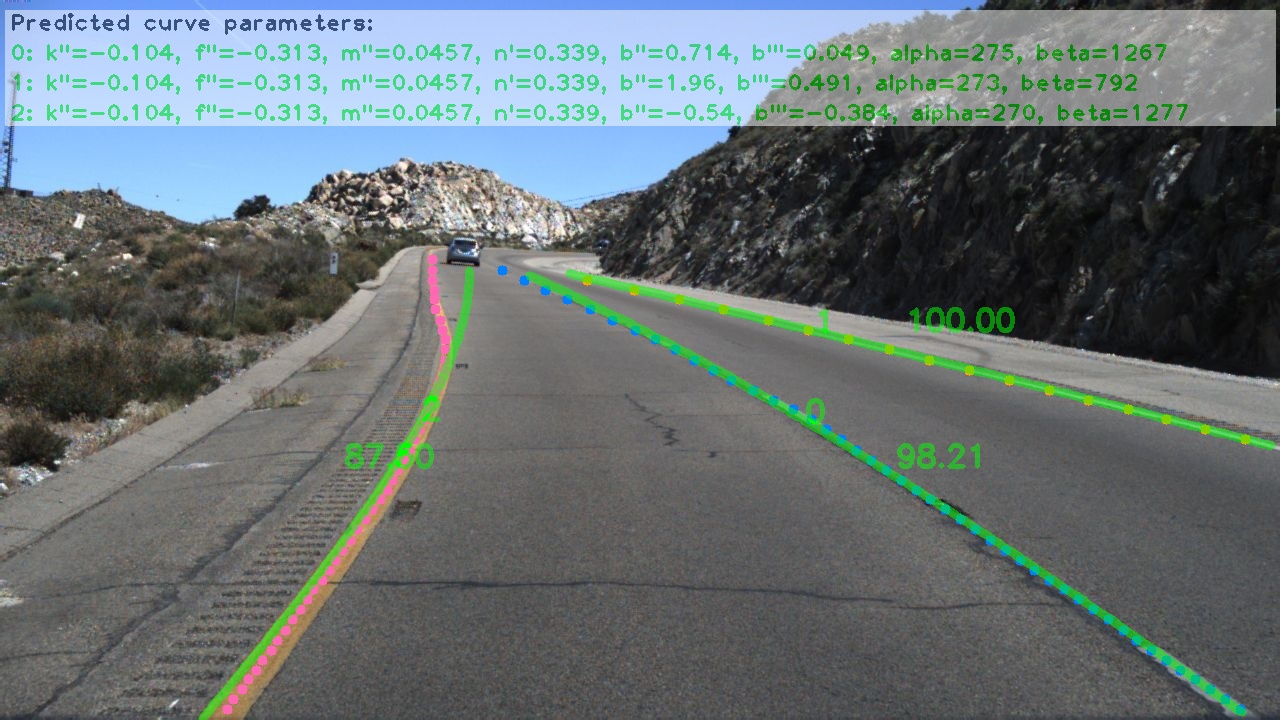 Predicted curve parameters:
0: k''=-0.104, f''=-0.313, m''=0.0457, n'=0.339, b''=0.714, b'''=0.049, alpha=275, beta=1267
1: k''=-0.104, f''=-0.313, m''=0.0457, n'=0.339, b''=1.96, b'''=0.491, alpha=273, beta=792
2: k''=-0.104, f''=-0.313, m''=0.0457, n'=0.339, b''=-0.54, b'''=-0.384, alpha=270, beta=1277
1 100.00
2 0
87.50 98.21